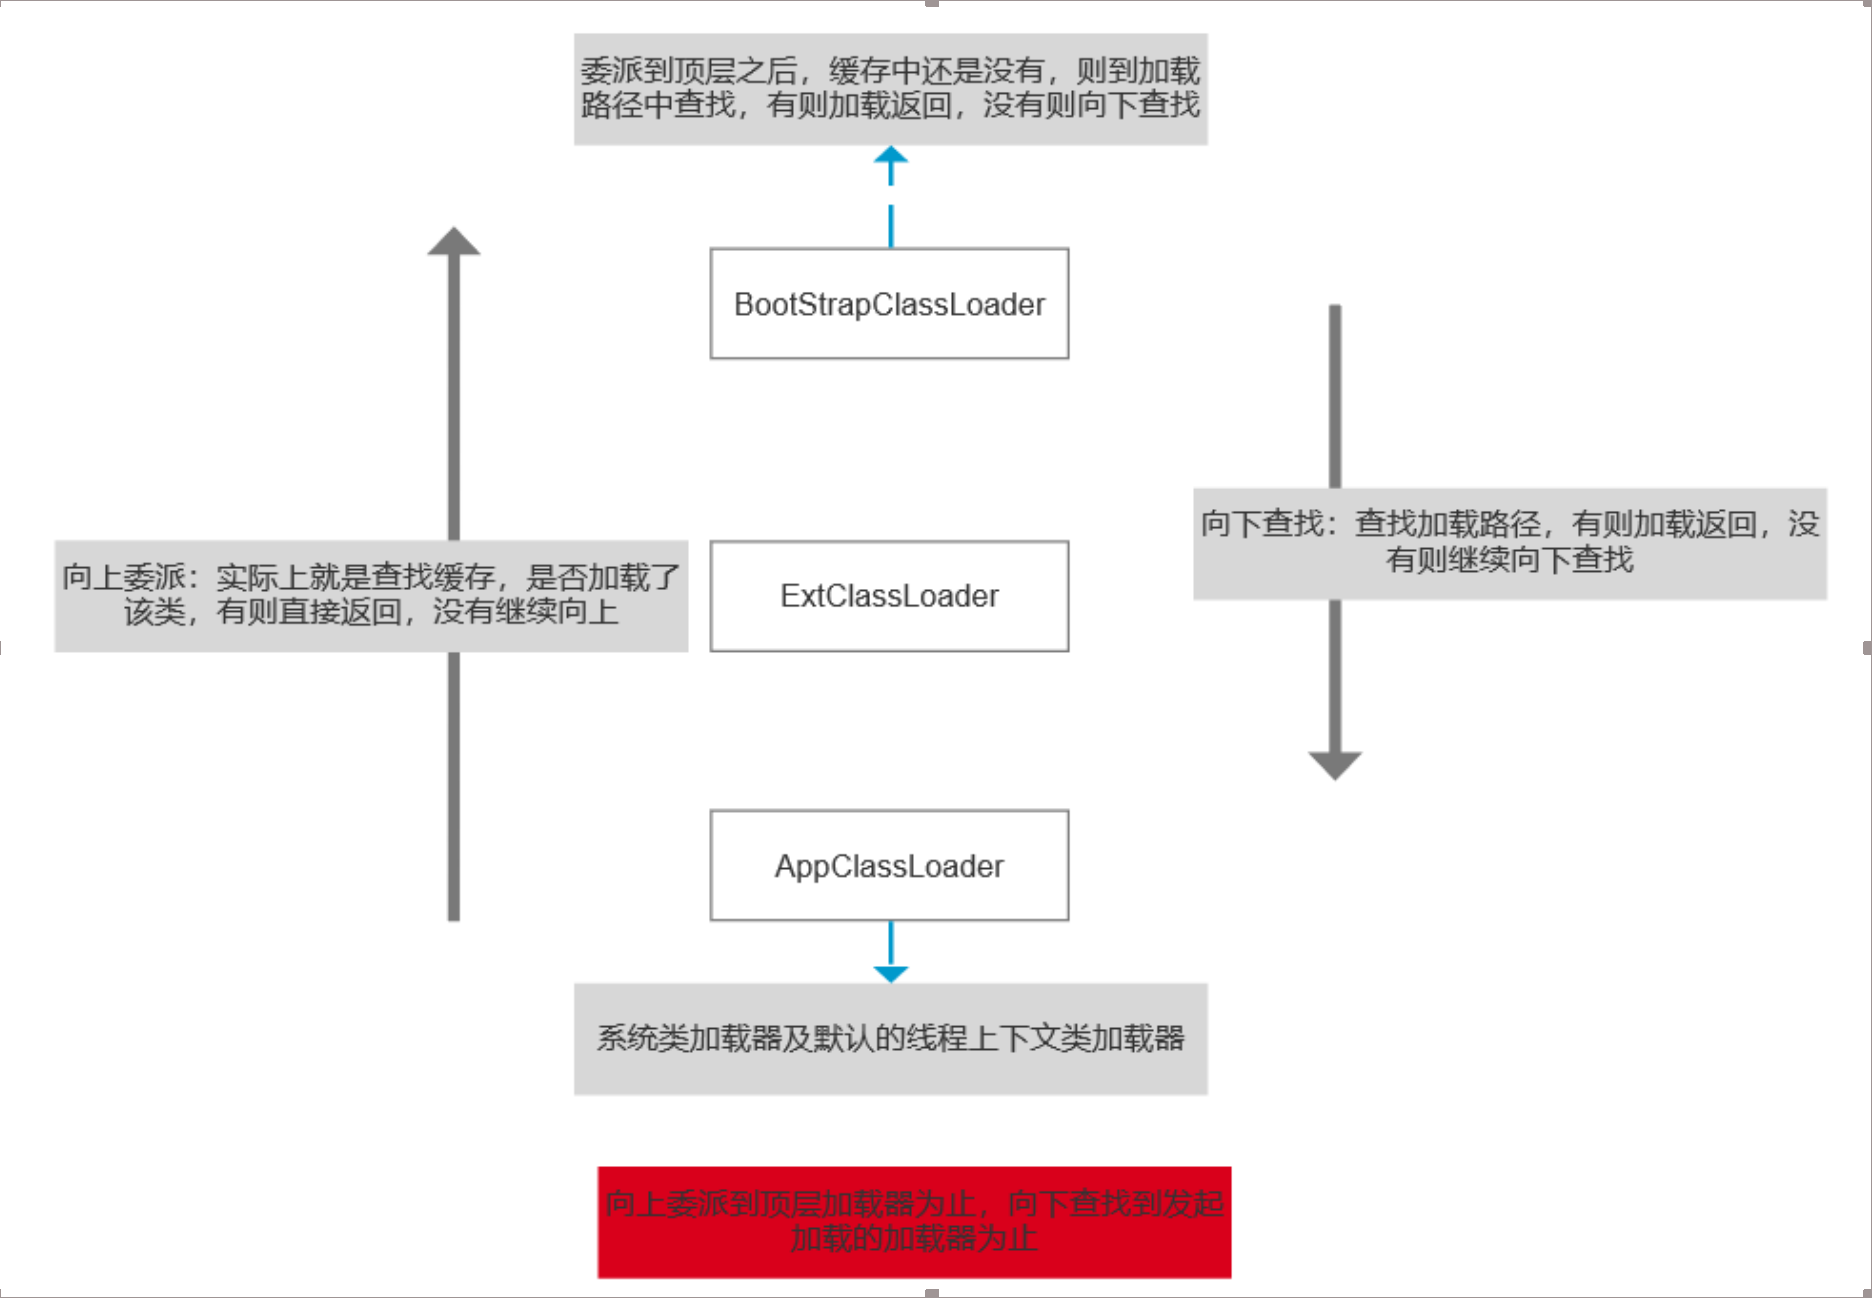 委派到顶层之后，缓存中还是没有，则到加载
路径中查找，有则加载返回，没有则向下查找
BootStrapClassLoader
向下查找：查找加载路径，有则加载返回，没
有则继续向下查找
向上委派：实际上就是查找缓存，是否加载了
该类，有则直接返回，没有继续向上
ExtClassLoader
AppClassLoader
系统类加载器及默认的线程上下文类加载器
向上委派到顶层加载器为止，向下查找到发起
加载的加载器为止